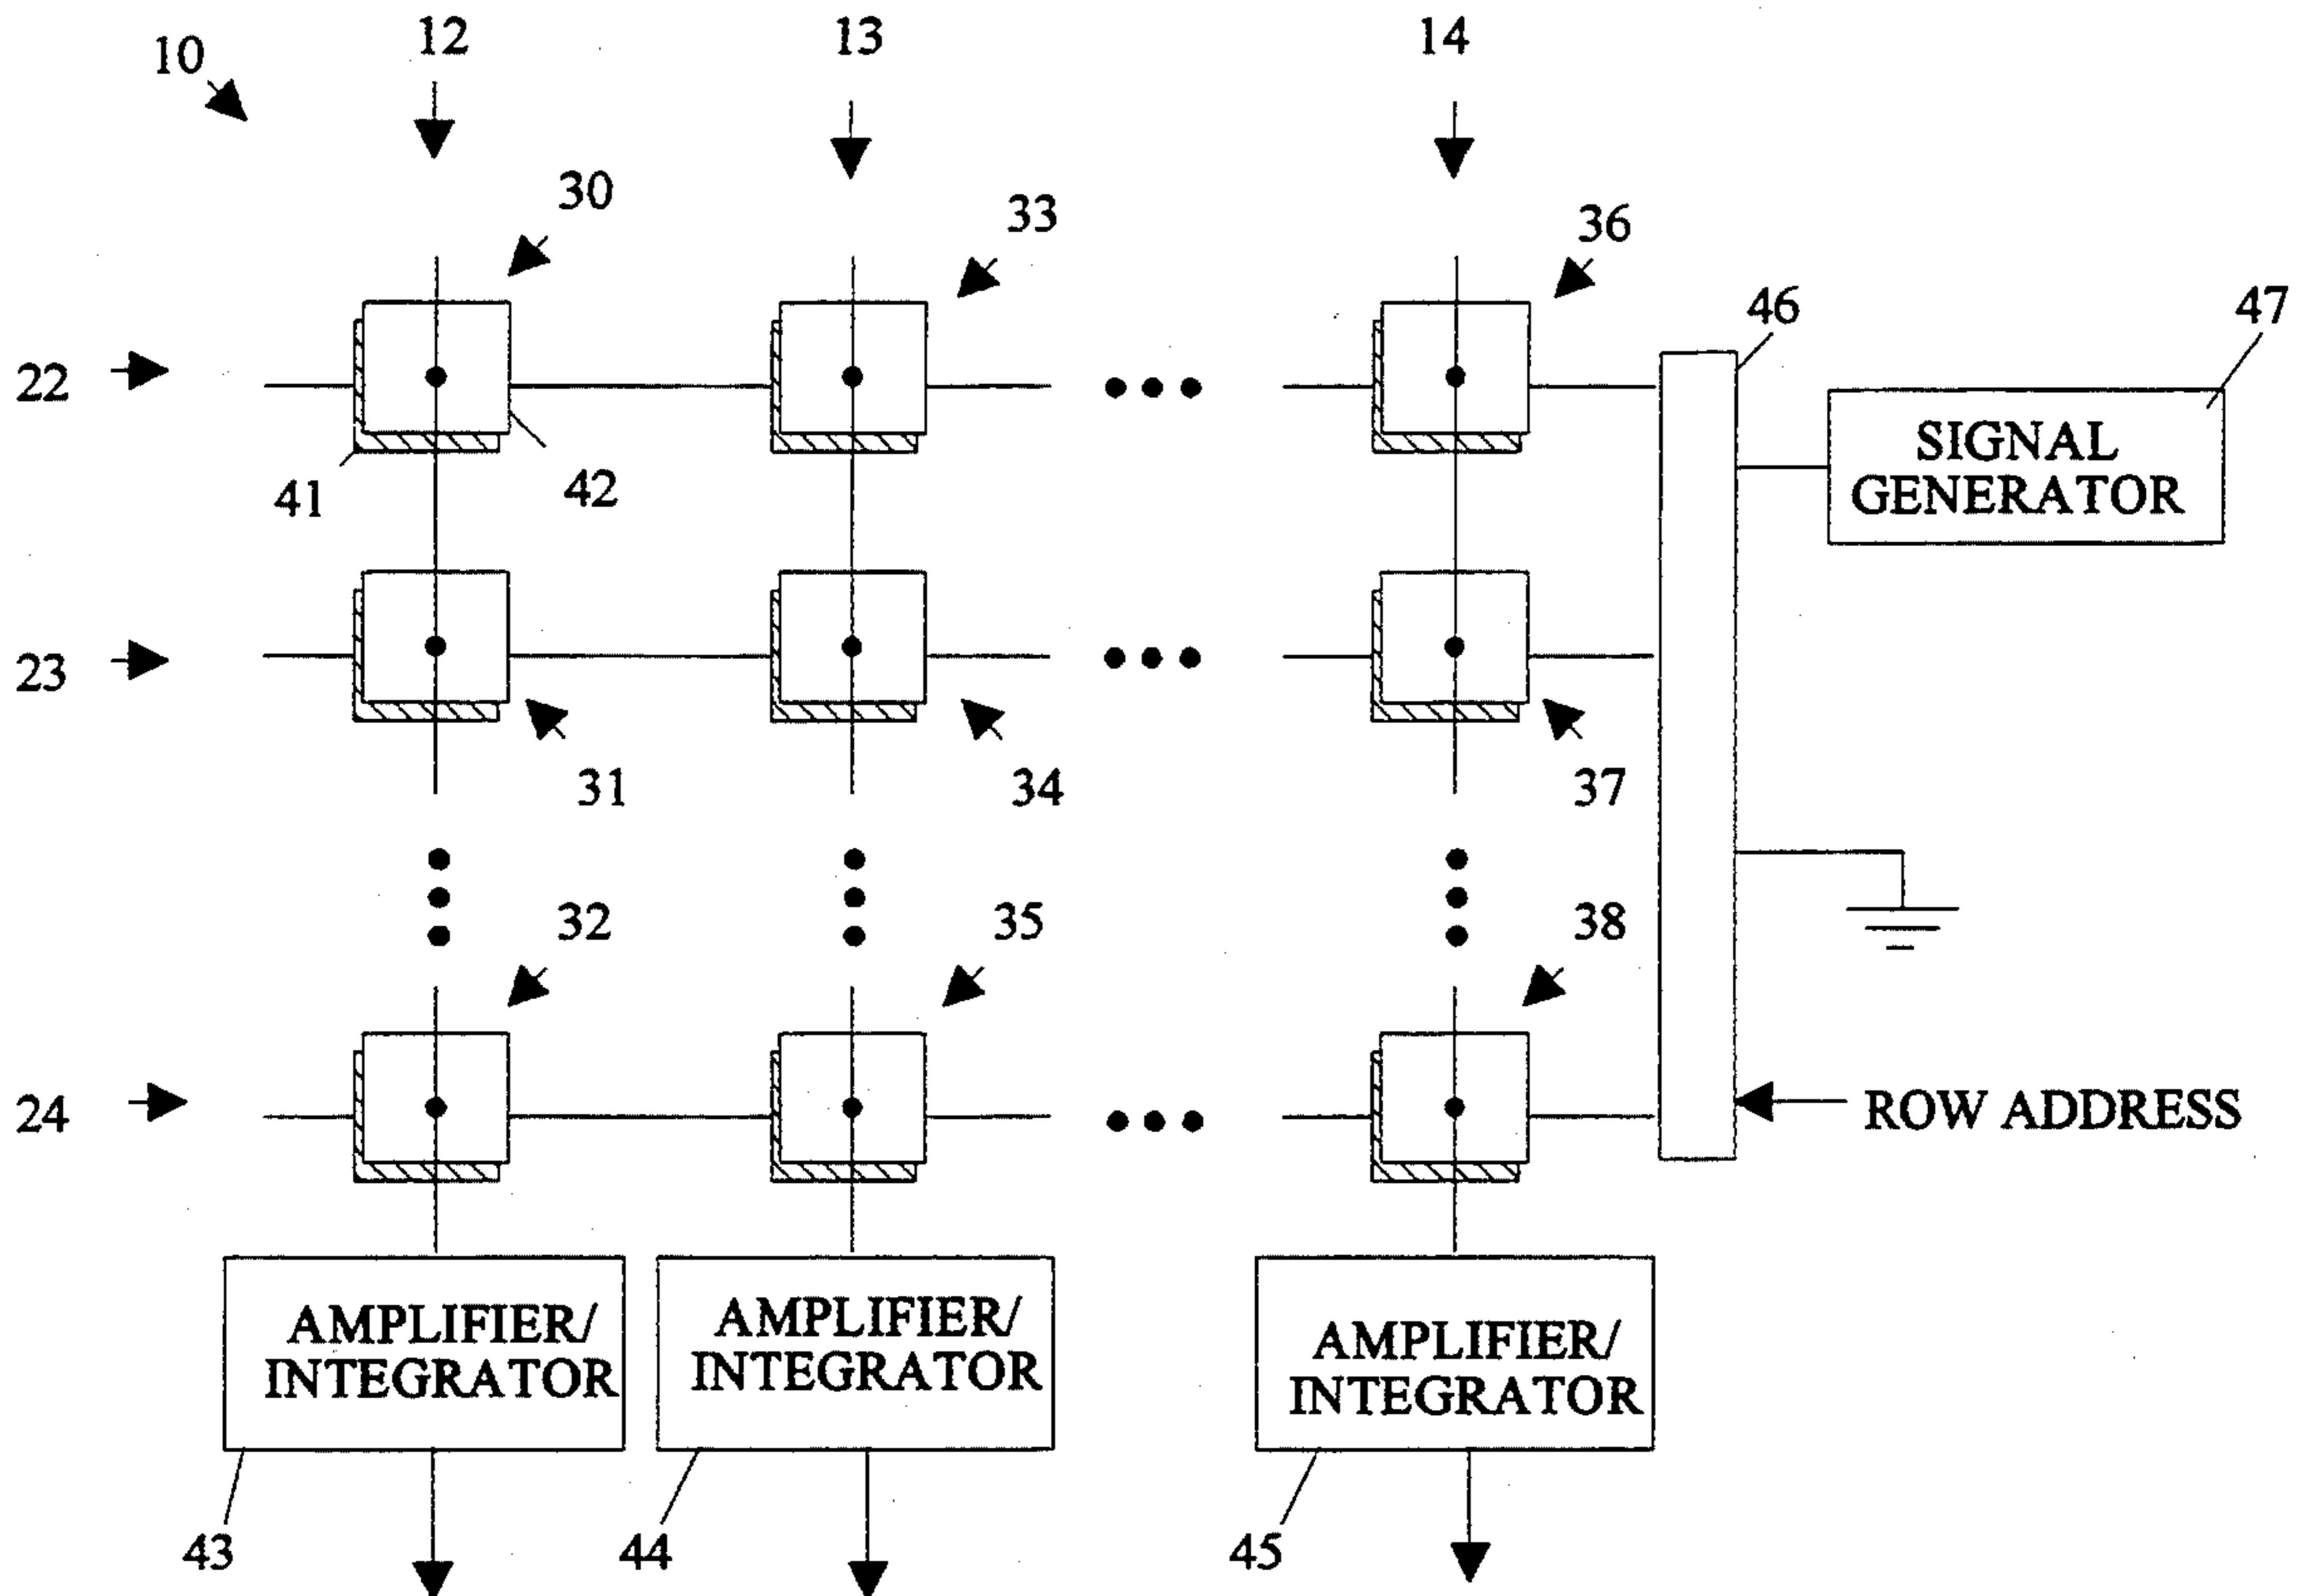 10
12
13
14
30
33
36
46
47
22
SIGNAL
GENERATOR
41
42
23
31
34
37
32
35
38
24
ROW ADDRESS
AMPLIFIER/
INTEGRATOR
AMPLIFIER/
INTEGRATOR
AMPLIFIER/
INTEGRATOR
43
44
45